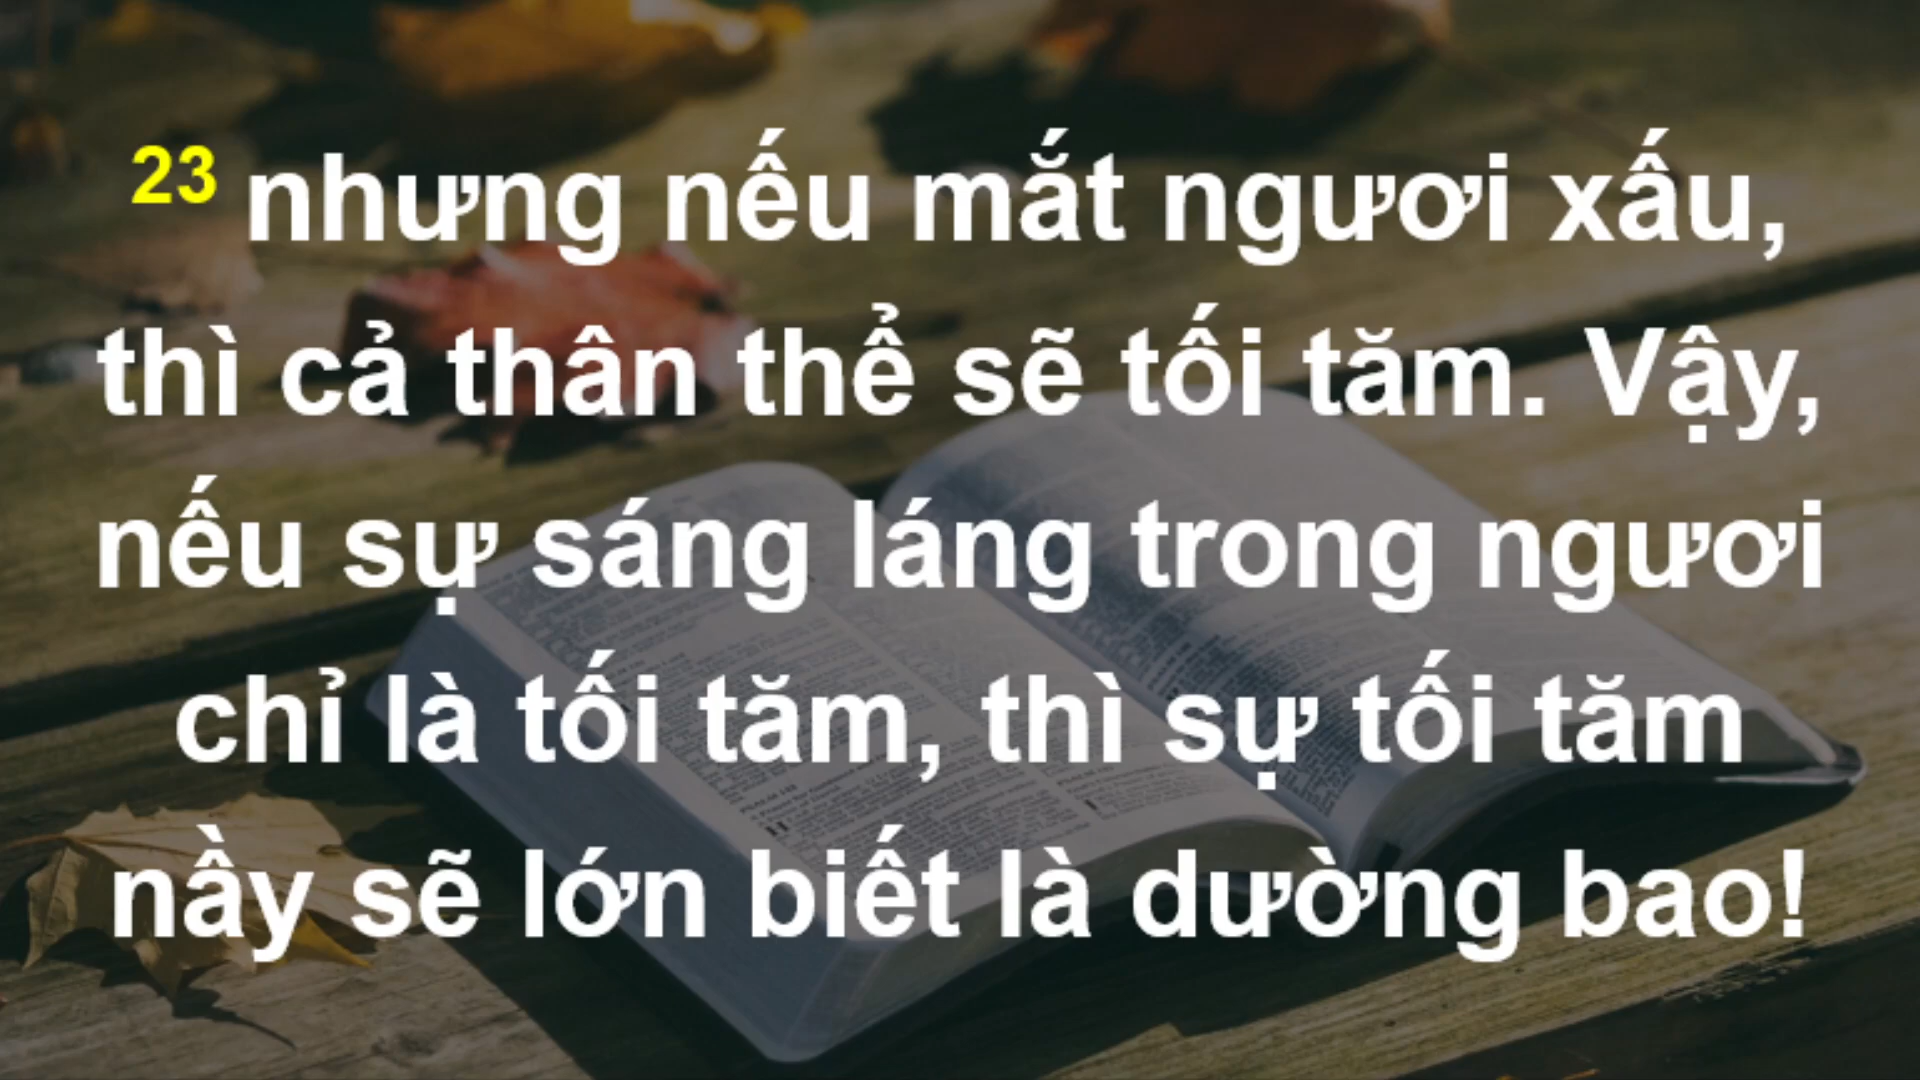 23 nhưng nếu mắt ngươi xấu,
thì cả thân thể sẽ tối tăm. Vậy,
nếu sự sáng láng trong ngươi
chỉ là tối tăm, thì sự tối tăm
nầy sẽ lớn biết là dường bao!